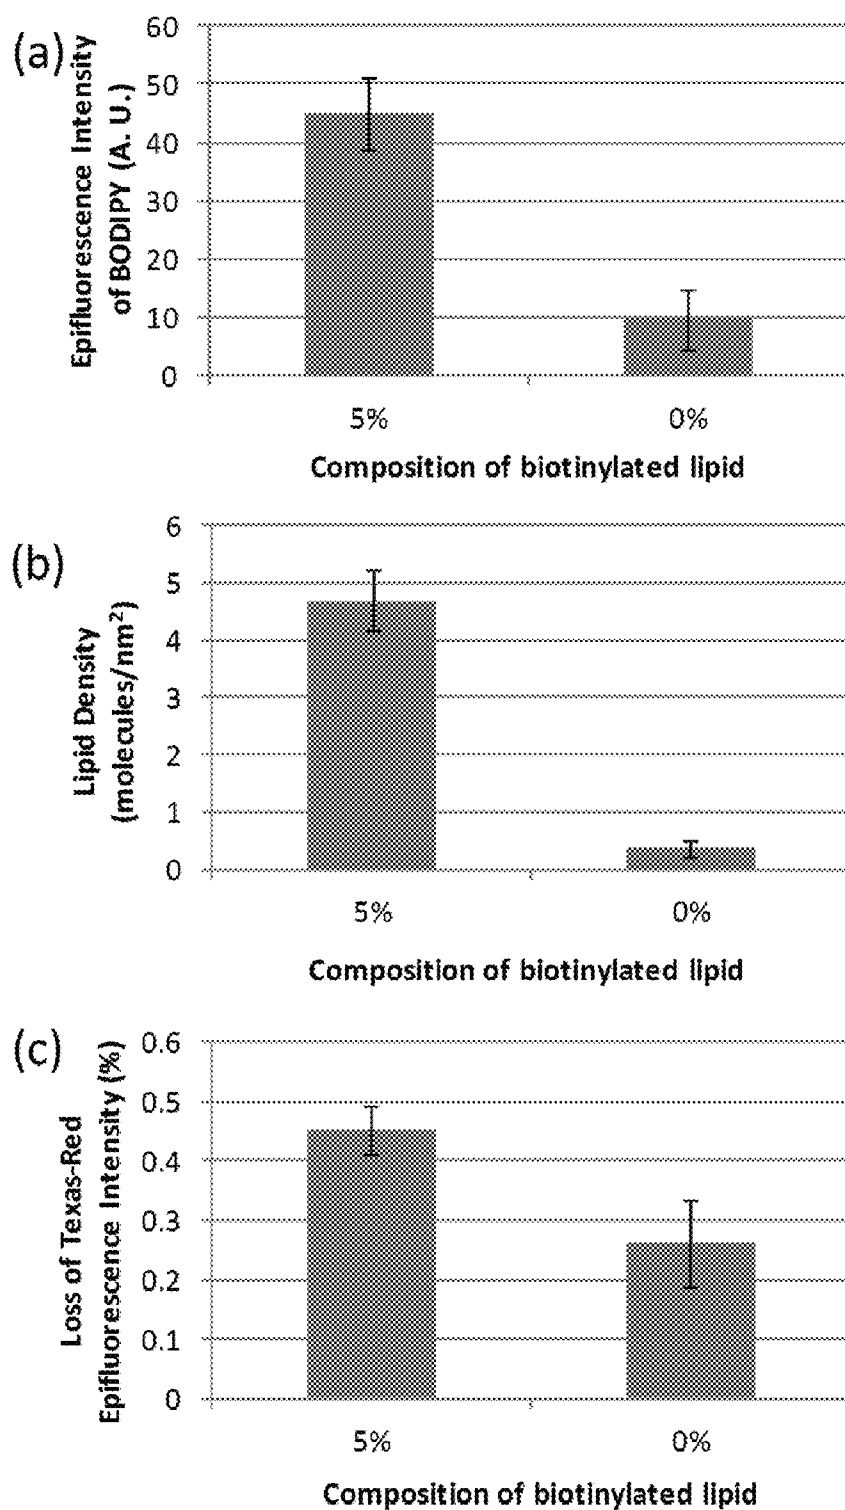 (a)
Epifluorescence Intensity
of BODIPY (A. U.)
60
50
40
30
20
10
0
5%
0%
Composition of biotinylated lipid
(b)
Lipid Density
(molecules/nm²)
6
5
4
3
2
1
0
5%
0%
Composition of biotinylated lipid
(c)
Loss of Texas-Red
Epifluorescence Intensity (%)
0.6
0.5
0.4
0.3
0.2
0.1
0
5%
0%
Composition of biotinylated lipid